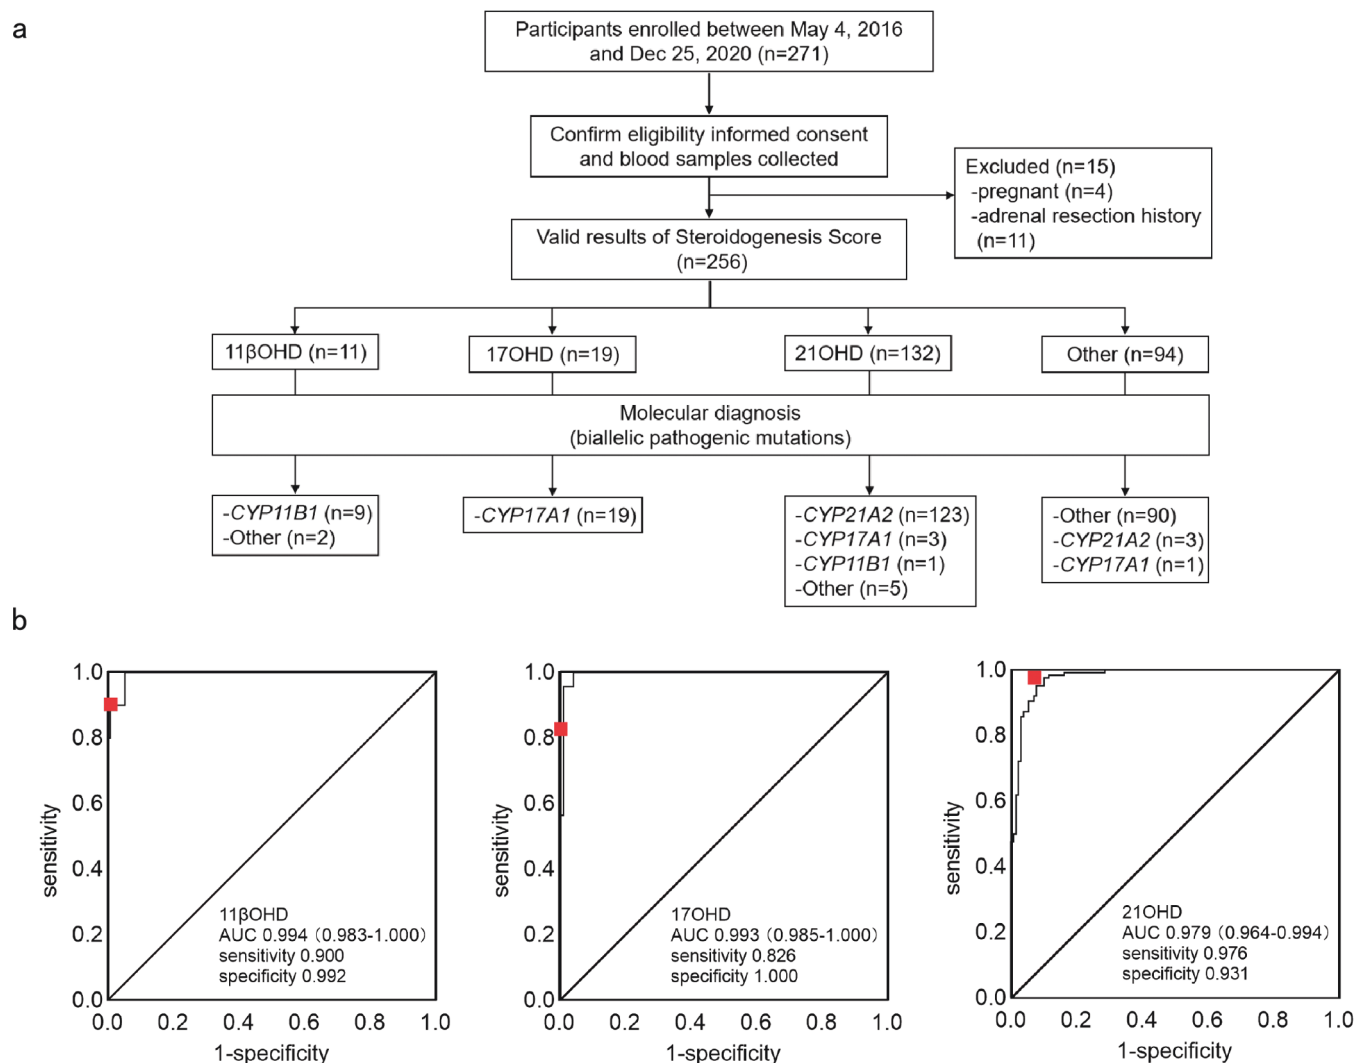 a
Participants enrolled between May 4, 2016
and Dec 25, 2020 (n=271)
Confirm eligibility informed consent
and blood samples collected
Excluded (n=15)
-pregnant (n=4)
-adrenal resection history
(n=11)
Valid results of Steroidogenesis Score
(n=256)
11βOHD (n=11)
17OHD (n=19)
21OHD (n=132)
Other (n=94)
Molecular diagnosis
(biallelic pathogenic mutations)
-CYP11B1 (n=9)
-Other (n=2)
-CYP17A1 (n=19)
-CYP21A2 (n=123)
-CYP17A1 (n=3)
-CYP11B1 (n=1)
-Other (n=5)
-Other (n=90)
-CYP21A2 (n=3)
-CYP17A1 (n=1)
b
sensitivity
1.0
0.8
0.6
0.4
0.2
0.0
11βOHD
AUC 0.994 (0.983-1.000)
sensitivity 0.900
specificity 0.992
0.0 0.2 0.4 0.6 0.8 1.0
1-specificity
sensitivity
1.0
0.8
0.6
0.4
0.2
0.0
17OHD
AUC 0.993 (0.985-1.000)
sensitivity 0.826
specificity 1.000
0.0 0.2 0.4 0.6 0.8 1.0
1-specificity
sensitivity
1.0
0.8
0.6
0.4
0.2
0.0
21OHD
AUC 0.979 (0.964-0.994)
sensitivity 0.976
specificity 0.931
0.0 0.2 0.4 0.6 0.8 1.0
1-specificity